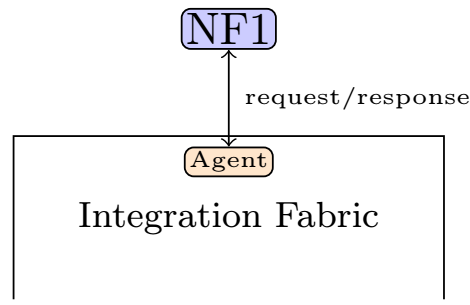 NF1
request/response
Agent
Integration Fabric